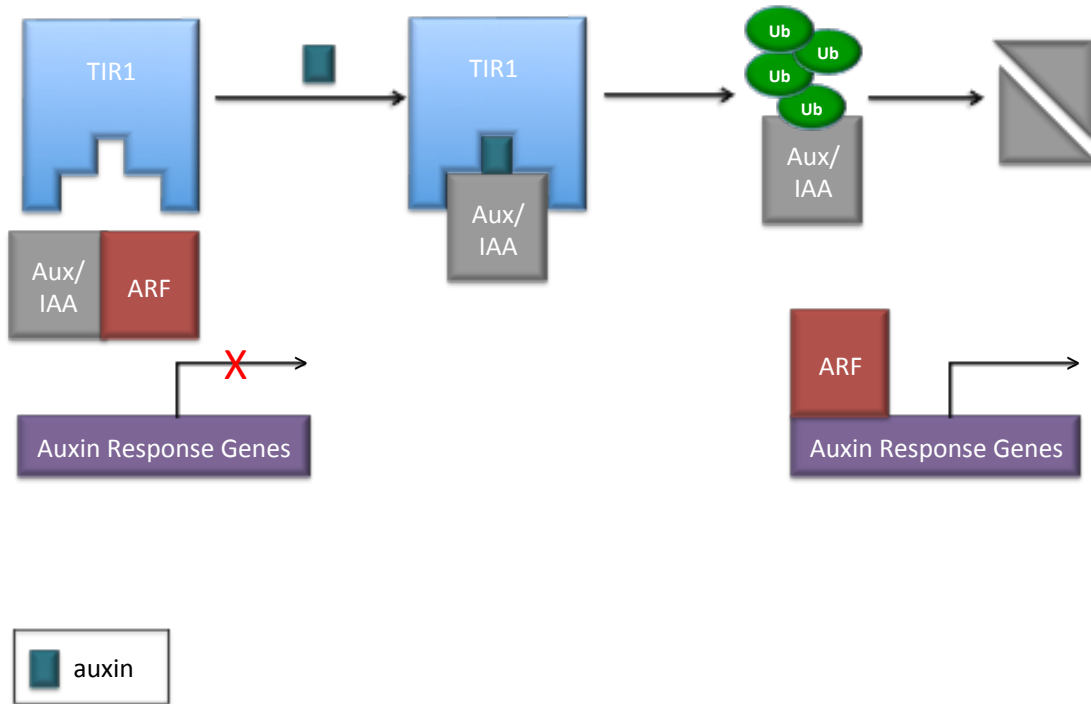 TIR1
TIR1
Ub
Ub
Ub
Ub
Aux/
IAA
Aux/
IAA
ARF
Aux/
IAA
X
ARF
Auxin Response Genes
Auxin Response Genes
auxin